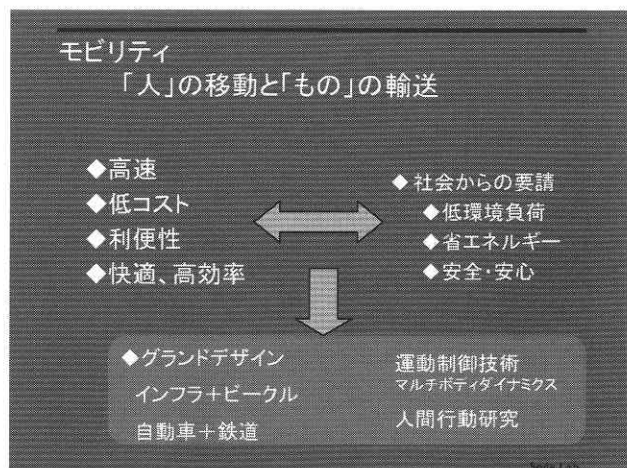 モビリティ
「人」の移動と「もの」の輸送
◆高速
◆低コスト
◆利便性
◆快適、高効率
◆社会からの要請
◆低環境負荷
◆省エネルギー
◆安全・安心
◆グランドデザイン
インフラ+ビークル
自動車+鉄道
運動制御技術
マルチボディダイナミクス
人間行動研究